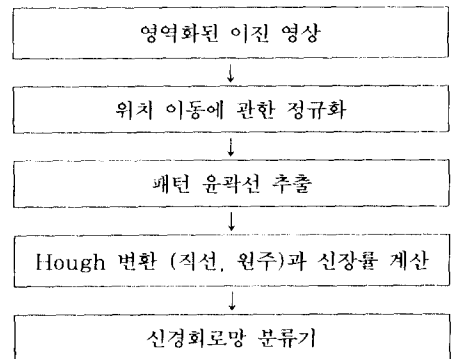 영역화된 이진 영상
↓
위치 이동에 관한 정규화
↓
패턴 윤곽선 추출
↓
Hough 변환 (직선, 원주)과 신장률 계산
↓
신경회로망 분류기